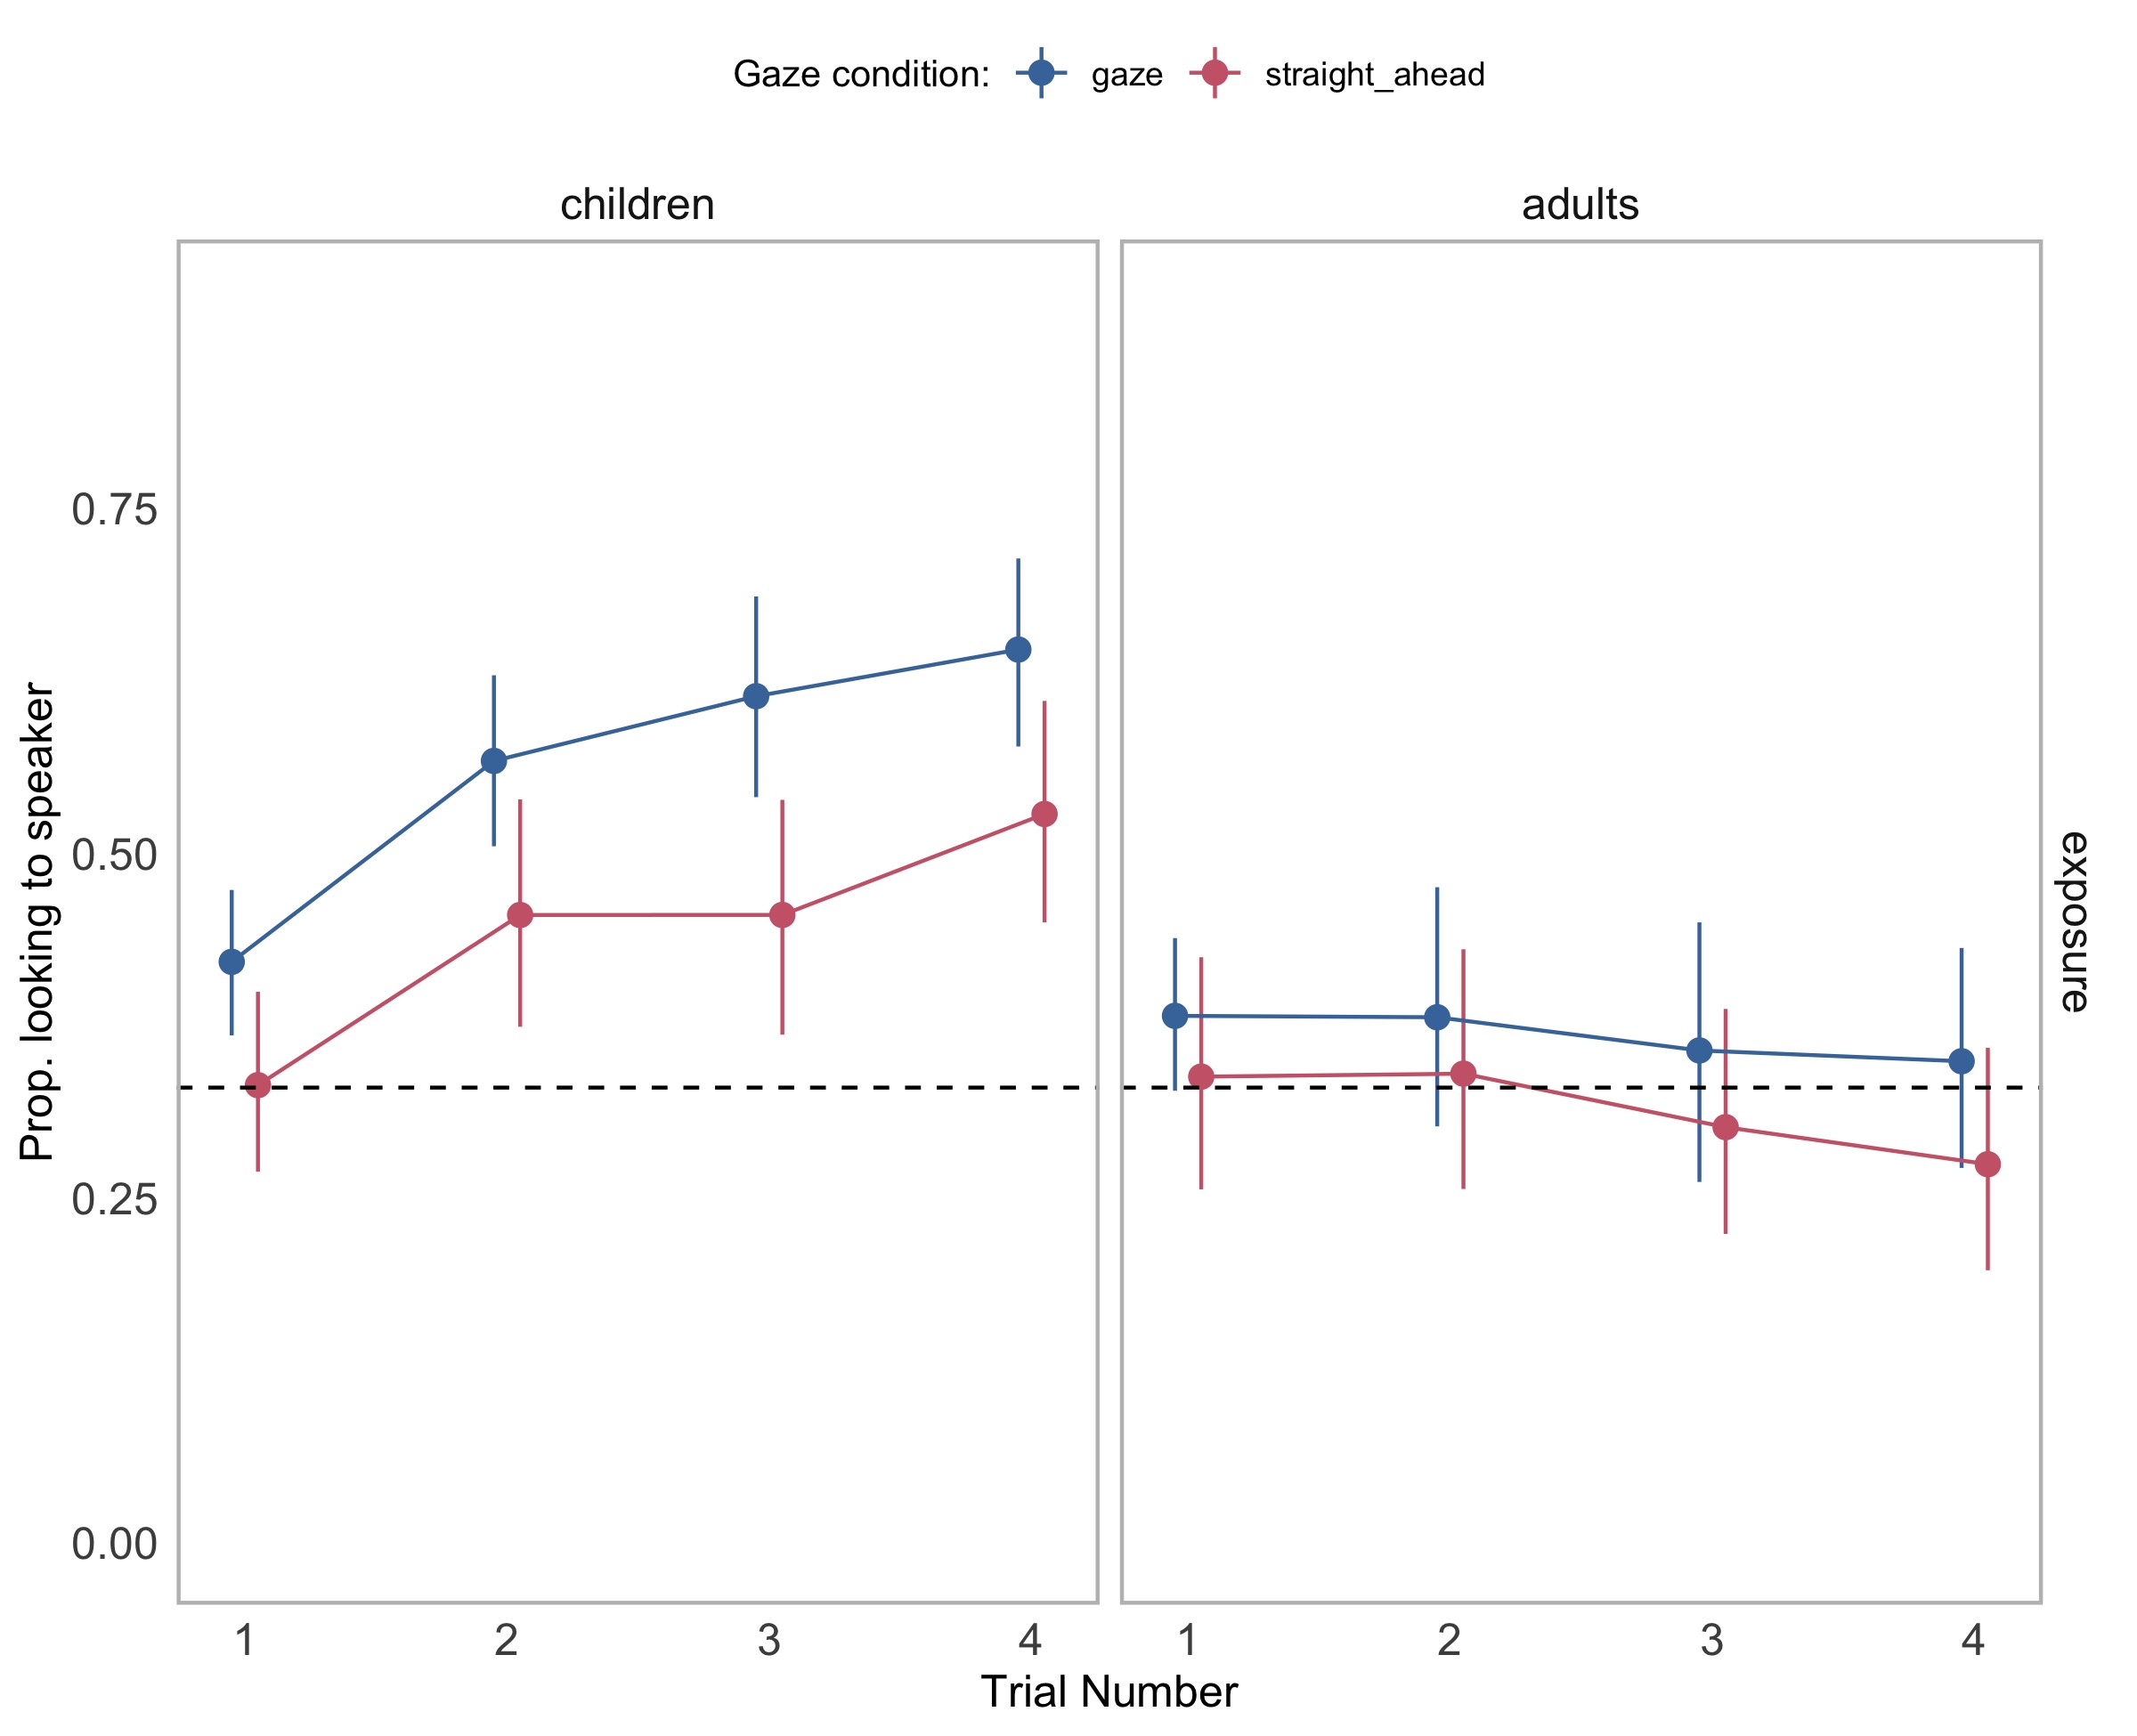 Gaze condition: gaze straight_ahead
children adults
0.75
0.50
0.25
0.00
Prop. looking to speaker
exposure
1 2 3 4 1 2 3 4
Trial Number